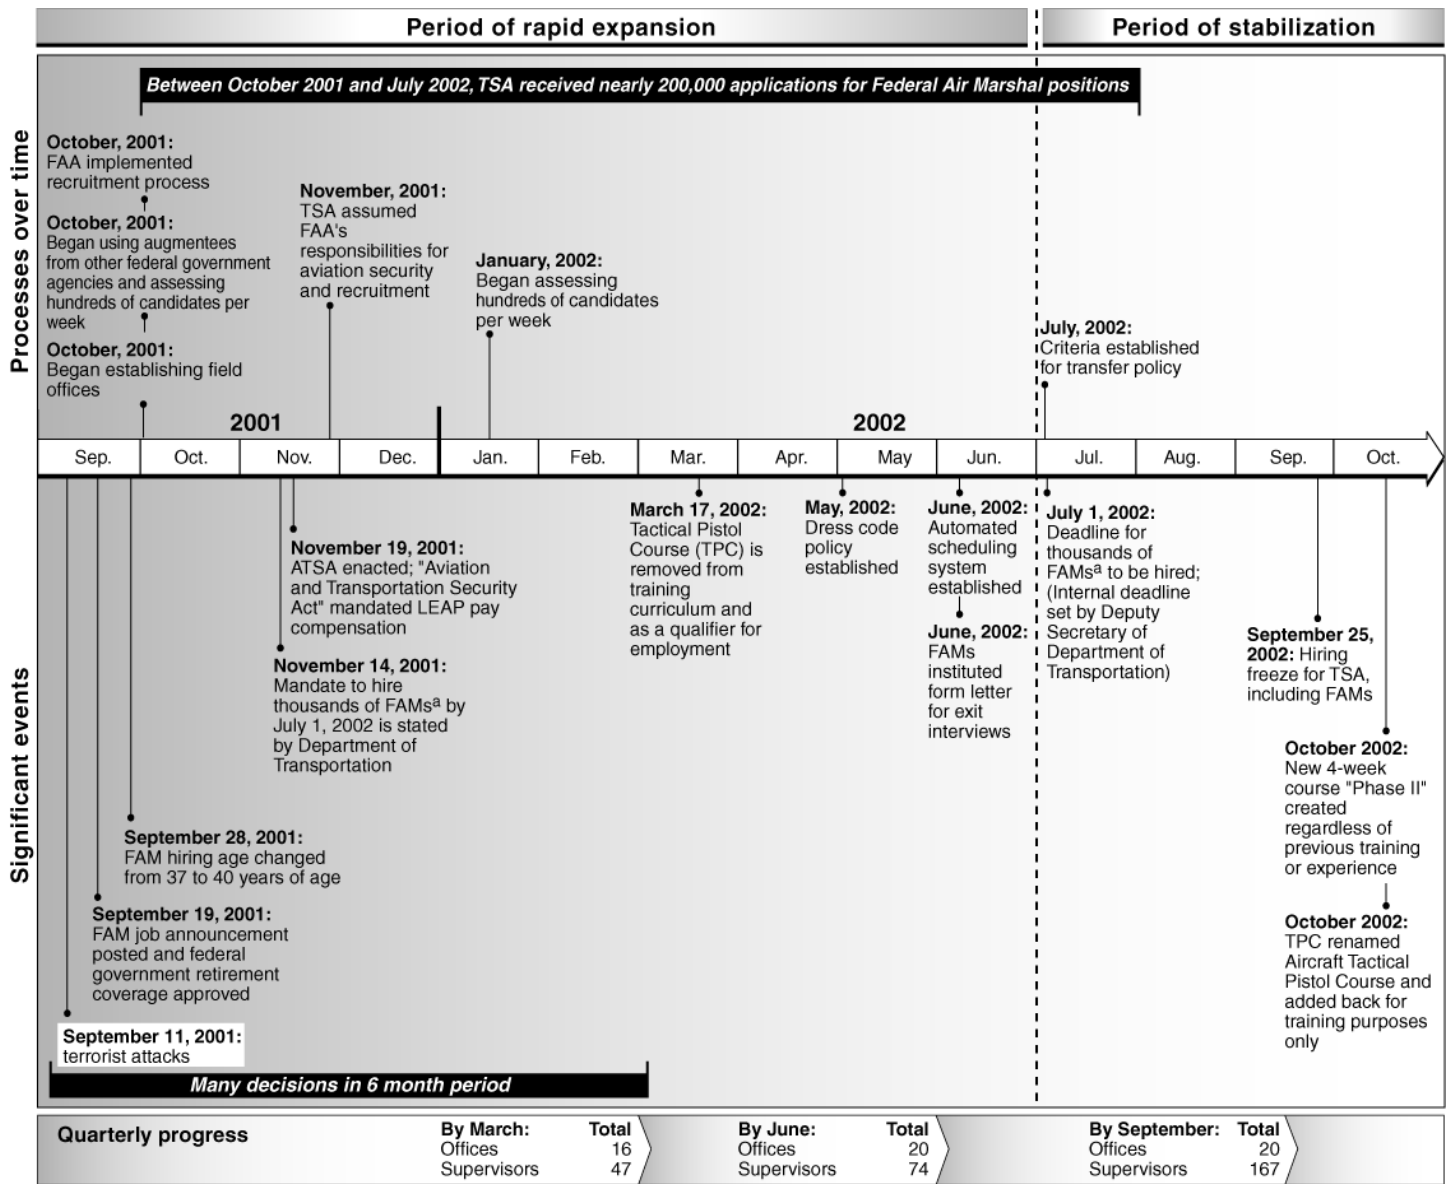 Period of rapid expansion
Period of stabilization
Between October 2001 and July 2002, TSA received nearly 200,000 applications for Federal Air Marshal positions
Processes over time
October, 2001:
FAA implemented
recruitment process
October, 2001:
Began using augmentees
from other federal government
agencies and assessing
hundreds of candidates per
week
October, 2001:
Began establishing field
offices
November, 2001:
TSA assumed
FAA's
responsibilities for
aviation security
and recruitment
January, 2002:
Began assessing
hundreds of candidates
per week
July, 2002:
Criteria established
for transfer policy
2001
2002
Sep.
Oct.
Nov.
Dec.
Jan.
Feb.
Mar.
Apr.
May
Jun.
Jul.
Aug.
Sep.
Oct.
Significant events
November 19, 2001:
ATSA enacted; "Aviation
and Transportation Security
Act" mandated LEAP pay
compensation
November 14, 2001:
Mandate to hire
thousands of FAMsª by
July 1, 2002 is stated
by Department of
Transportation
September 28, 2001:
FAM hiring age changed
from 37 to 40 years of age
September 19, 2001:
FAM job announcement
posted and federal
government retirement
coverage approved
September 11, 2001:
terrorist attacks
Many decisions in 6 month period
March 17, 2002:
Tactical Pistol
Course (TPC) is
removed from
training
curriculum and
as a qualifier for
employment
May, 2002:
Dress code
policy
established
June, 2002:
Automated
scheduling
system
established
June, 2002:
FAMs
instituted
form letter
for exit
interviews
July 1, 2002:
Deadline for
thousands of
FAMsª to be hired;
(Internal deadline
set by Deputy
Secretary of
Department of
Transportation)
September 25,
2002: Hiring
freeze for TSA,
including FAMs
October 2002:
New 4-week
course "Phase II"
created
regardless of
previous training
or experience
October 2002:
TPC renamed
Aircraft Tactical
Pistol Course and
added back for
training purposes
only
Quarterly progress
By March: Total
Offices 16
Supervisors 47
By June: Total
Offices 20
Supervisors 74
By September: Total
Offices 20
Supervisors 167